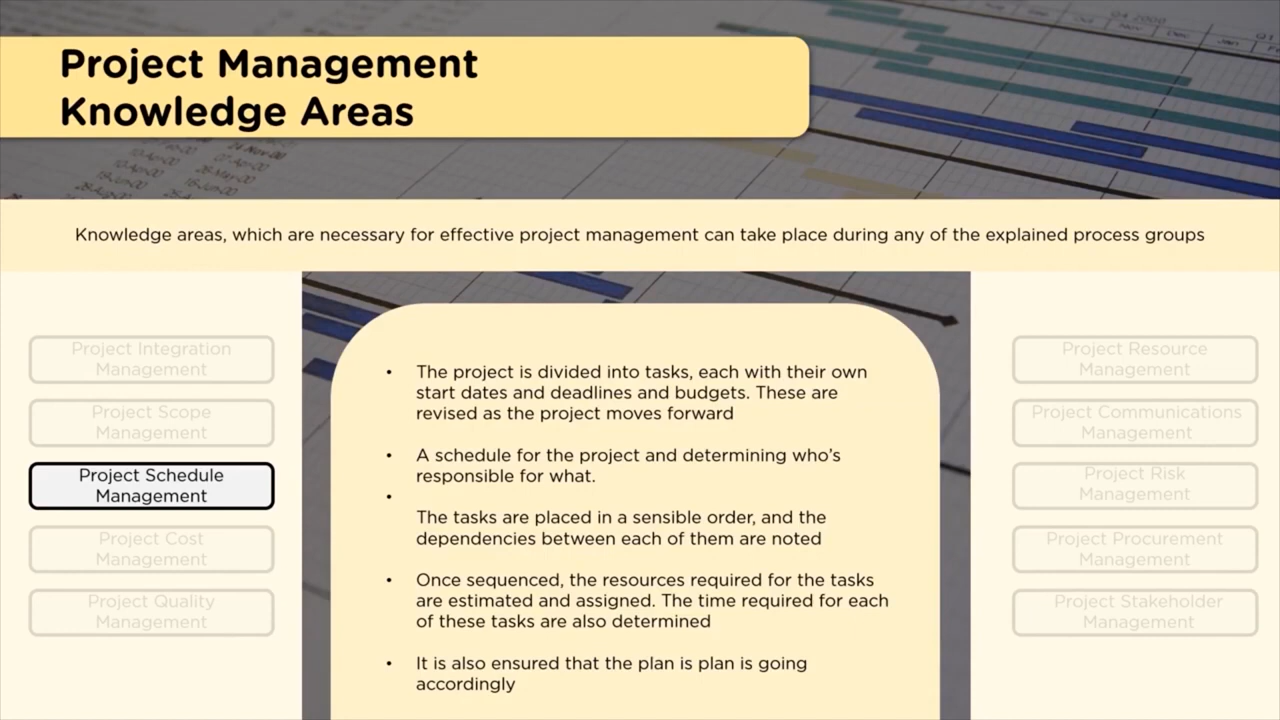 Q4 2000
Project Management
Knowledge Areas
Knowledge areas, which are necessary for effective project management can take place during any of the explained process groups
Project Integration
Management
Project Scope
Management
Project Schedule
Management
Project Cost
Management
Project Quality
Management
• The project is divided into tasks, each with their own
start dates and deadlines and budgets. These are
revised as the project moves forward
• A schedule for the project and determining who's
responsible for what.
•
The tasks are placed in a sensible order, and the
dependencies between each of them are noted
• Once sequenced, the resources required for the tasks
are estimated and assigned. The time required for each
of these tasks are also determined
• It is also ensured that the plan is plan is going
accordingly
Project Resource
Management
Project Communications
Management
Project Risk
Management
Project Procurement
Management
Project Stakeholder
Management